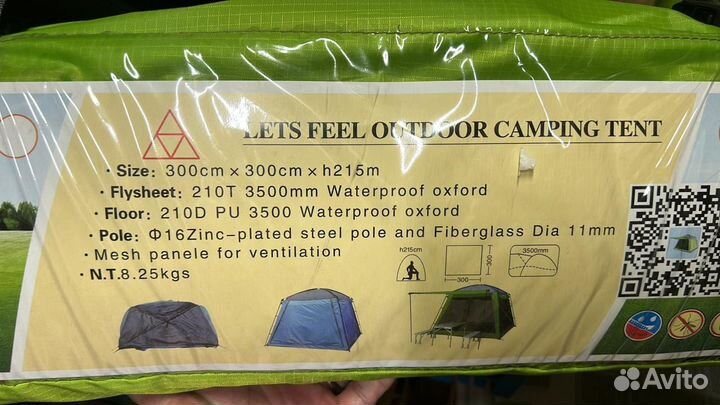 LETS FEEL OUTDOOR CAMPING TENT
· Size: 300cm × 300cm × h215m
· Flysheet: 210T 3500mm Waterproof oxford
· Floor: 210D PU 3500 Waterproof oxford
· Pole: Φ16Zinc-plated steel pole and Fiberglass Dia 11mm
· Mesh panele for ventilation
· N.T.8.25kgs
h215cm
300
300
3500mm
Avito